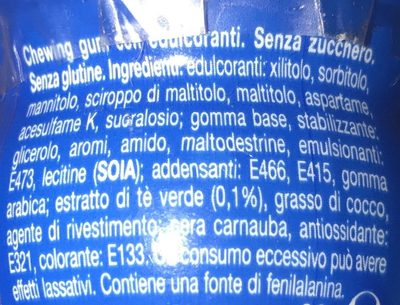 Chewing gum con edulcoranti. Senza zucchero.
Senza glutine. Ingredienti: edulcoranti: xilitolo, sorbitolo,
mannitolo, sciroppo di maltitolo, maltitolo, aspartame,
acesulfame K, sucralosio; gomma base, stabilizzante:
glicerolo, aromi, amido, maltodestrine, emulsionanti:
E473, lecitine (SOIA); addensanti: E466, E415, gomma
arabica; estratto di tè verde (0,1%), grasso di cocco,
agente di rivestimento: cera carnauba, antiossidante:
E321, colorante: E133. Un consumo eccessivo può avere
effetti lassativi. Contiene una fonte di fenilalanina.